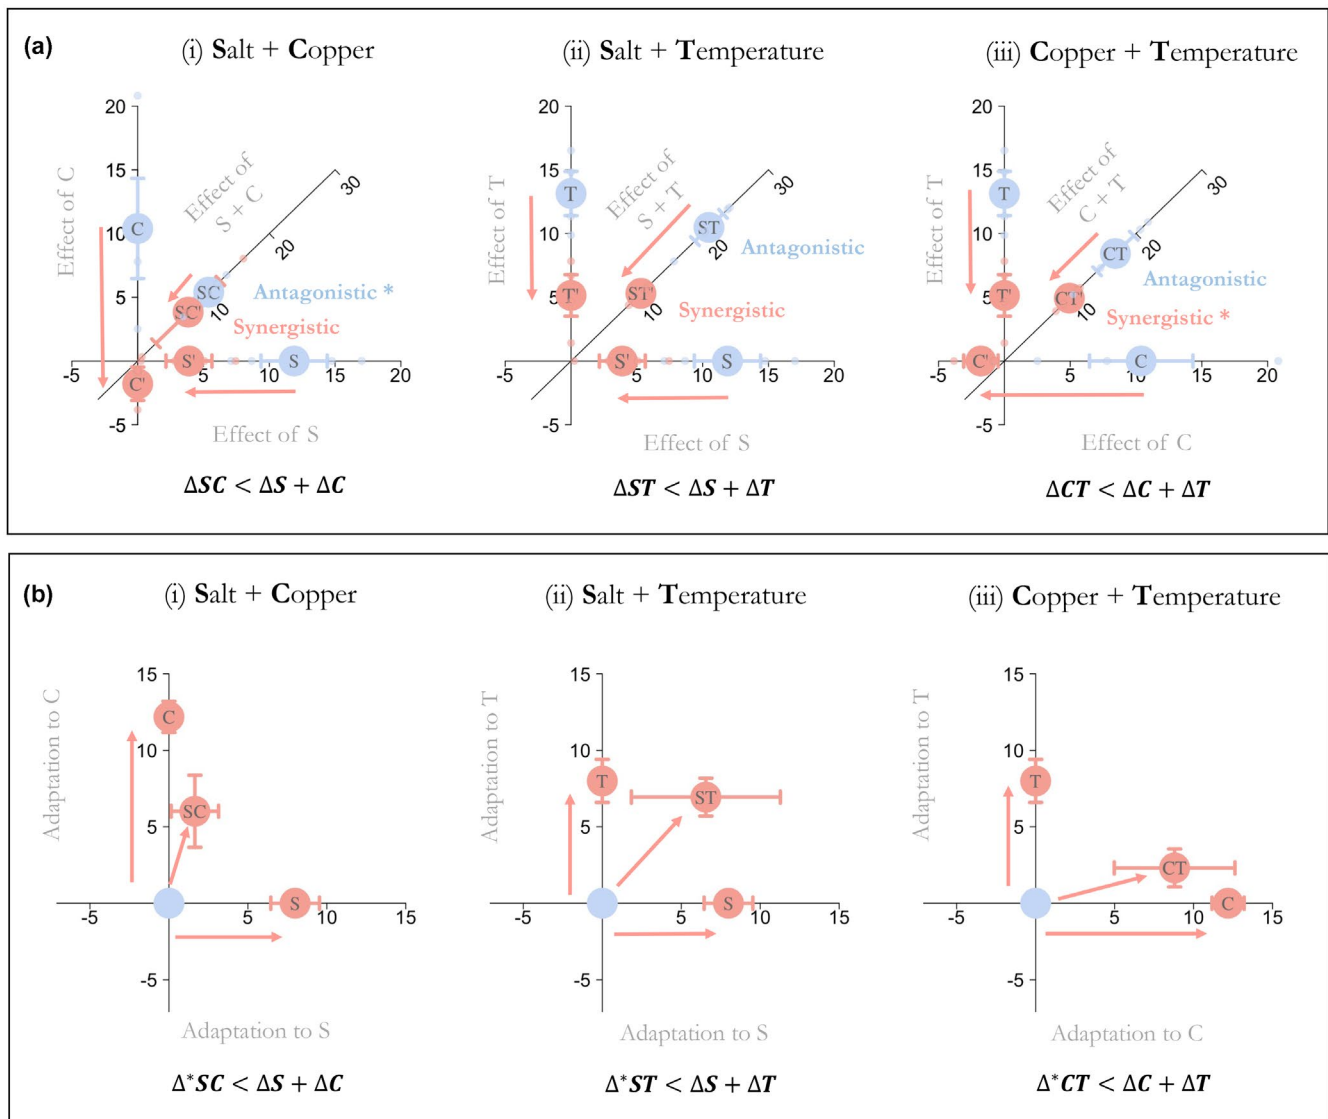 (a)
(i) Salt + Copper
(ii) Salt + Temperature
(iii) Copper + Temperature
20
15
10
5
-5
-5
5
10
15
20
10
20
30
Effect of C
Effect of
S + C
C
SC
SC'
C'
S'
S
Antagonistic *
Synergistic
Effect of S
ΔSC < ΔS + ΔC
20
15
10
5
-5
-5
5
10
15
20
10
20
30
Effect of T
Effect of
S + T
T
ST
T'
ST'
S'
S
Antagonistic
Synergistic
Effect of S
ΔST < ΔS + ΔT
20
15
10
5
-5
-5
5
10
15
20
10
20
30
Effect of T
Effect of
C + T
T
CT
T'
CT'
C'
C
Antagonistic
Synergistic *
Effect of C
ΔCT < ΔC + ΔT
(b)
(i) Salt + Copper
(ii) Salt + Temperature
(iii) Copper + Temperature
15
10
5
-5
-5
5
10
15
Adaptation to C
C
SC
S
Adaptation to S
Δ*SC < ΔS + ΔC
15
10
5
-5
-5
5
10
15
Adaptation to T
T
ST
S
Adaptation to S
Δ*ST < ΔS + ΔT
15
10
5
-5
-5
5
10
15
Adaptation to T
T
CT
C
Adaptation to C
Δ*CT < ΔC + ΔT